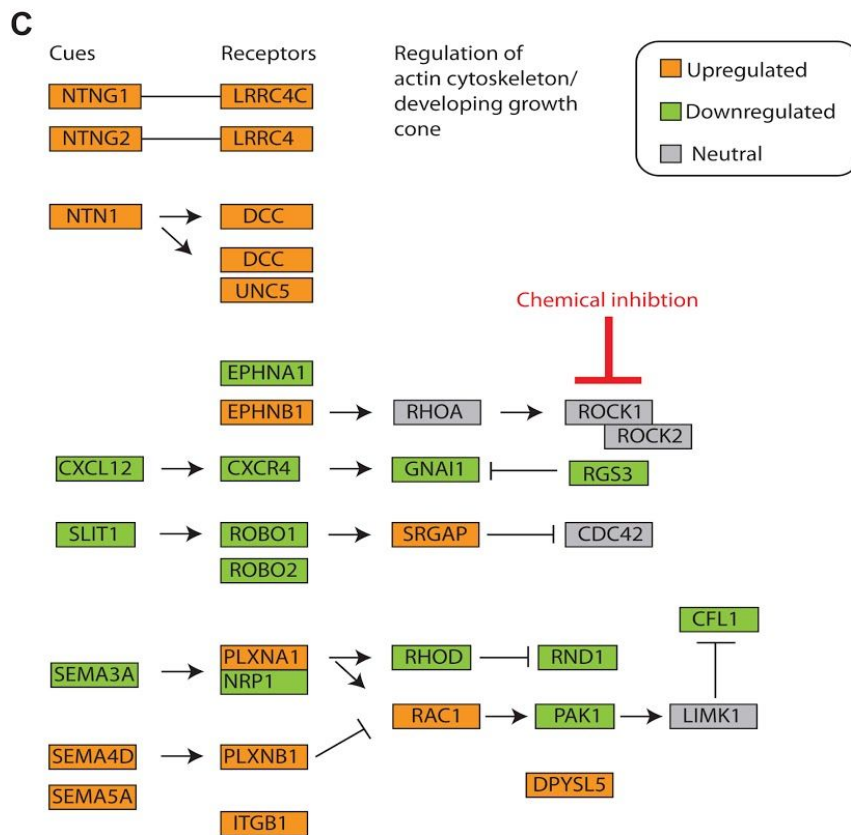 C
Cues
Receptors
Regulation of
actin cytoskeleton/
developing growth
cone
Upregulated
Downregulated
Neutral
NTNG1
LRRC4C
NTNG2
LRRC4
NTN1
DCC
DCC
UNC5
Chemical inhibtion
EPHNA1
EPHNB1
RHOA
ROCK1
ROCK2
CXCL12
CXCR4
GNAI1
RGS3
SLIT1
ROBO1
SRGAP
CDC42
ROBO2
CFL1
SEMA3A
PLXNA1
NRP1
RHOD
RND1
RAC1
PAK1
LIMK1
SEMA4D
PLXNB1
SEMA5A
DPYSL5
ITGB1